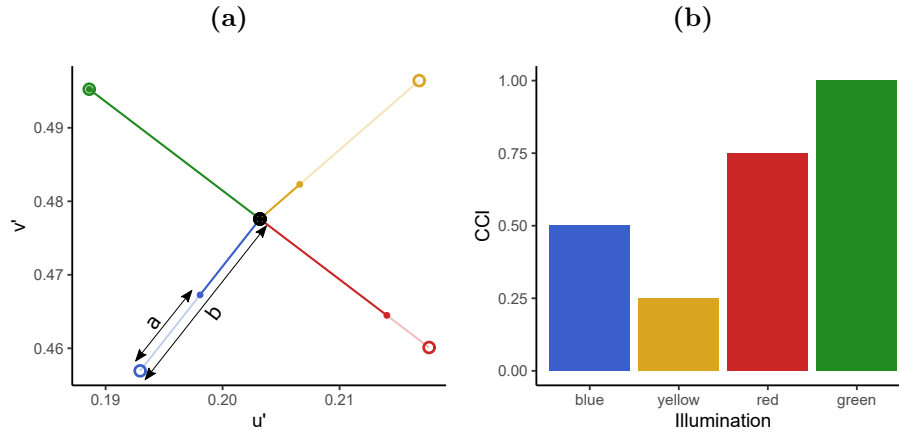 (a)
0.49
0.48
0.47
0.46
v'
a
b
0.19 0.20 0.21
u'
(b)
1.00
0.75
0.50
0.25
0.00
CCI
blue yellow red green
Illumination